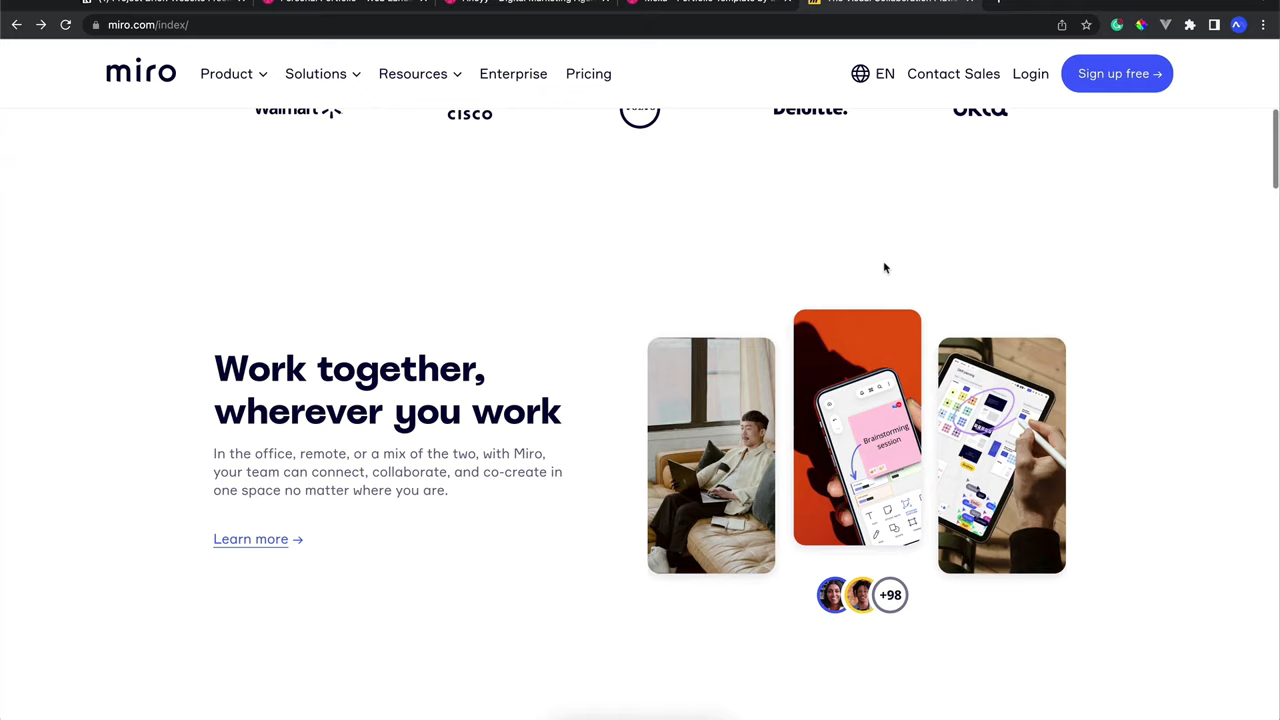 miro.com/index/
miro
Product
Solutions
Resources
Enterprise
Pricing
EN
Contact Sales
Login
Sign up free →
Walmart
CISCO
Deloitte.
okta
Work together,
wherever you work
In the office, remote, or a mix of the two, with Miro,
your team can connect, collaborate, and co-create in
one space no matter where you are.
Learn more →
Brainstorming
session
+98